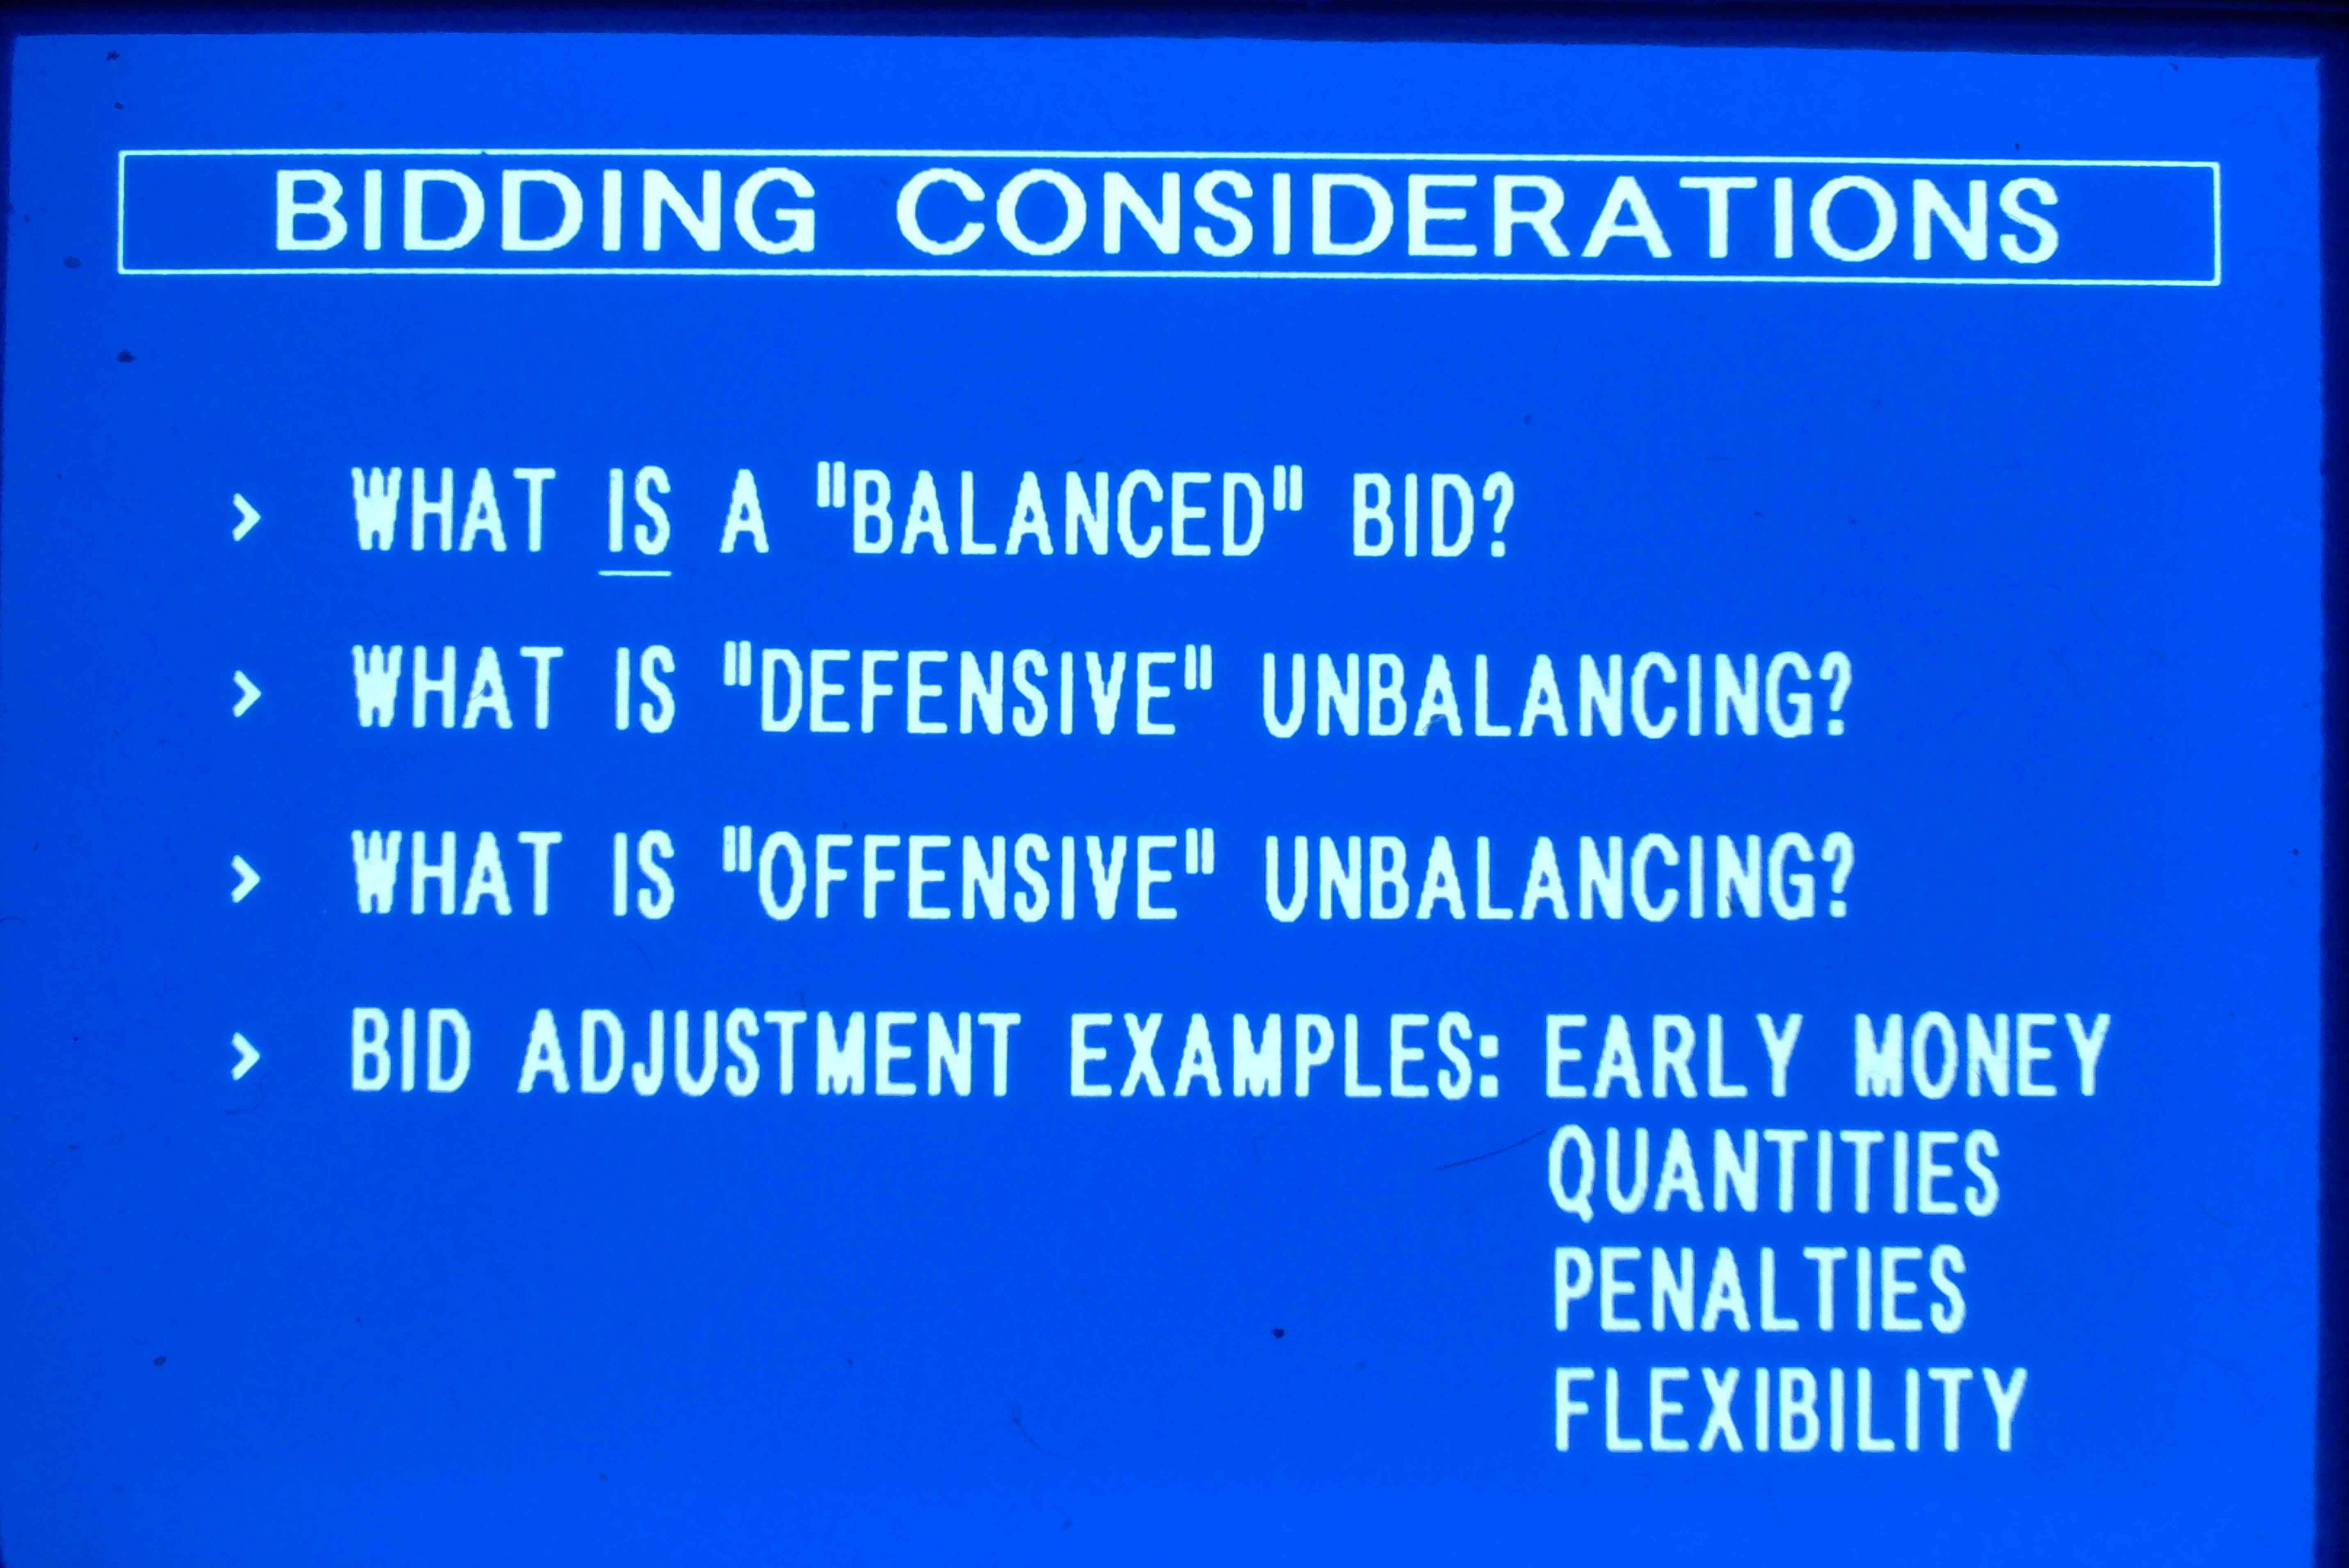 BIDDING CONSIDERATIONS
> WHAT IS A "BALANCED" BID?
> WHAT IS "DEFENSIVE" UNBALANCING?
> WHAT IS "OFFENSIVE" UNBALANCING?
> BID ADJUSTMENT EXAMPLES: EARLY MONEY
QUANTITIES
PENALTIES
FLEXIBILITY